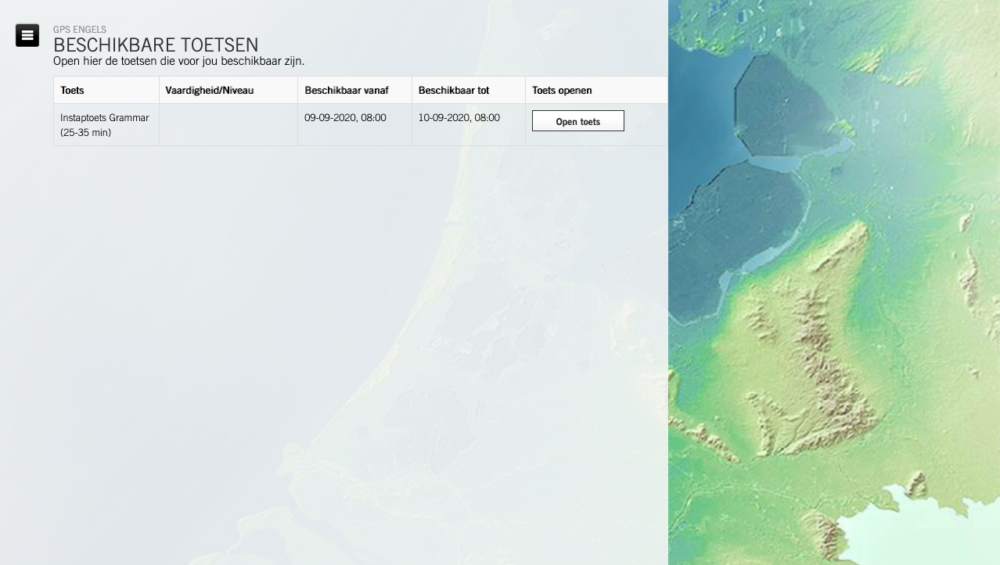 GPS ENGELS
BESCHIKBARE TOETSEN
Open hier de toetsen die voor jou beschikbaar zijn.
Toets Vaardigheid/Niveau Beschikbaar vanaf Beschikbaar tot Toets openen
Instaptoets Grammar 09-09-2020, 08:00 10-09-2020, 08:00 Open toets
(25-35 min)